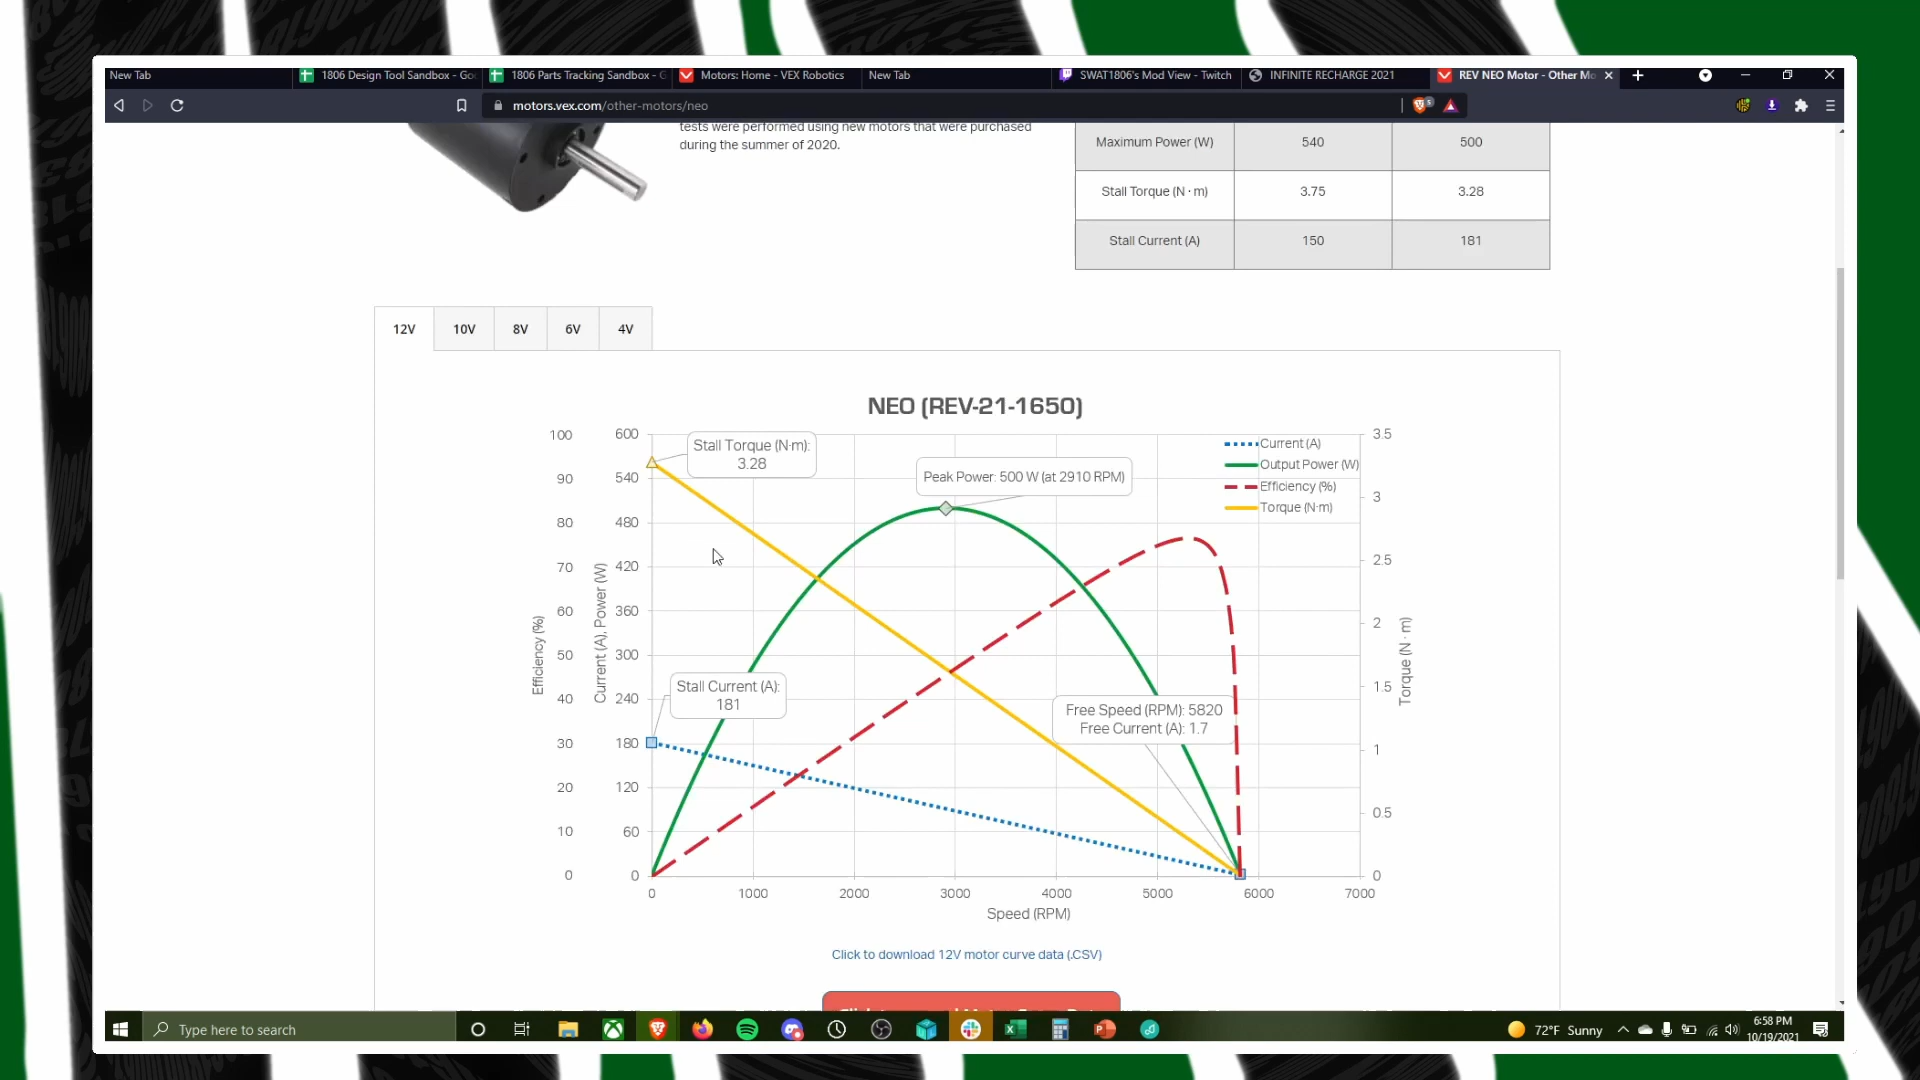 New Tab
1806 Design Tool Sandbox - Goo
1806 Parts Tracking Sandbox - G
Motors: Home - VEX Robotics
New Tab
SWAT1806's Mod View - Twitch
INFINITE RECHARGE 2021
REV NEO Motor - Other Mo
motors.vex.com/other-motors/neo
tests were performed using new motors that were purchased
during the summer of 2020.
Maximum Power (W) 540 500
Stall Torque (N · m) 3.75 3.28
Stall Current (A) 150 181
12V 10V 8V 6V 4V
NEO (REV-21-1650)
Stall Torque (N·m):
3.28
Peak Power: 500 W (at 2910 RPM)
Current (A)
Output Power (W)
Efficiency (%)
Torque (N·m)
Stall Current (A):
181
Free Speed (RPM): 5820
Free Current (A): 1.7
Efficiency (%)
100
90
80
70
60
50
40
30
20
10
0
Current (A), Power (W)
600
540
480
420
360
300
240
180
120
60
0
3.5
3
2.5
2
1.5
1
0.5
0
Torque (N · m)
0 1000 2000 3000 4000 5000 6000 7000
Speed (RPM)
Click to download 12V motor curve data (.CSV)
Type here to search
72°F Sunny
6:58 PM
10/19/2021